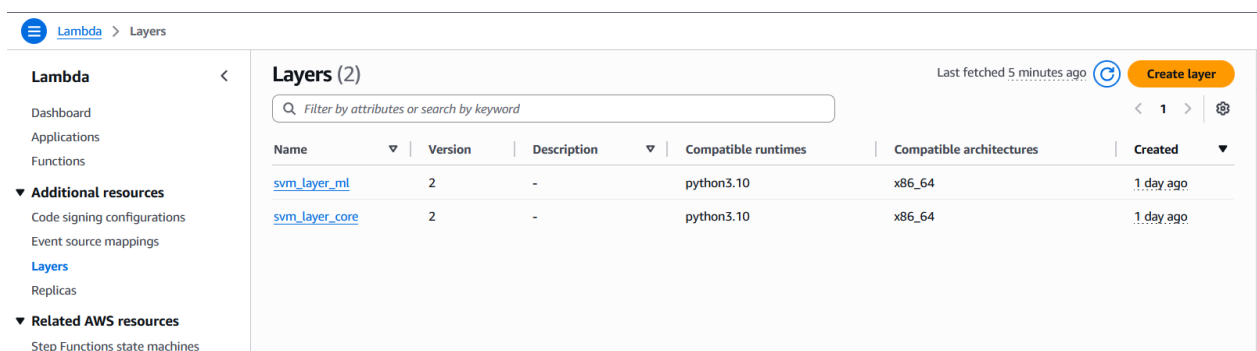 Lambda > Layers
Lambda
Dashboard
Applications
Functions
Additional resources
Code signing configurations
Event source mappings
Layers
Replicas
Related AWS resources
Step Functions state machines
Layers (2)
Last fetched 5 minutes ago
Create layer
Filter by attributes or search by keyword
1
Name Version Description Compatible runtimes Compatible architectures Created
svm_layer_ml 2 - python3.10 x86_64 1 day ago
svm_layer_core 2 - python3.10 x86_64 1 day ago